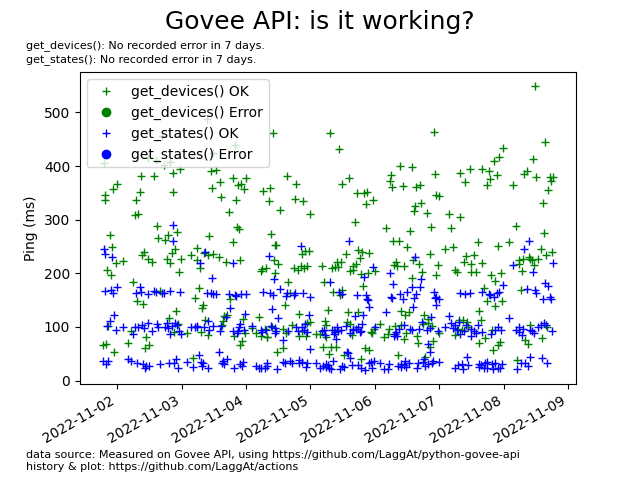 Govee API: is it working?
get_devices(): No recorded error in 7 days.
get_states(): No recorded error in 7 days.
get_devices() OK
get_devices() Error
get_states() OK
get_states() Error
Ping (ms)
500
400
300
200
100
0
2022-11-02
2022-11-03
2022-11-04
2022-11-05
2022-11-06
2022-11-07
2022-11-08
2022-11-09
data source: Measured on Govee API, using https://github.com/LaggAt/python-govee-api
history & plot: https://github.com/LaggAt/actions